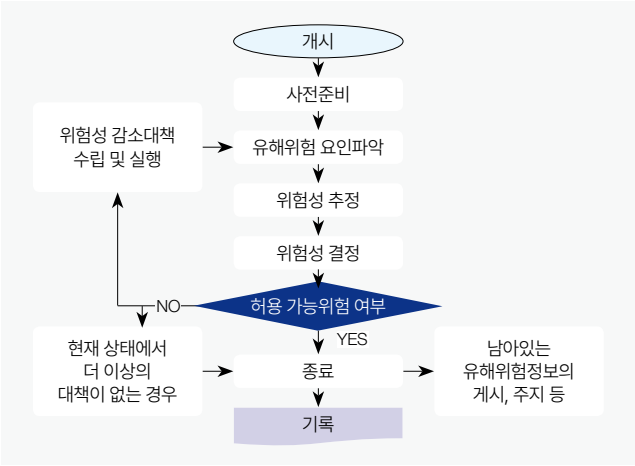 개시
사전준비
위험성 감소대책
수립 및 실행
유해위험 요인파악
위험성 추정
위험성 결정
허용 가능위험 여부
NO
YES
현재 상태에서
더 이상의
대책이 없는 경우
종료
남아있는
유해위험정보의
게시, 주지 등
기록